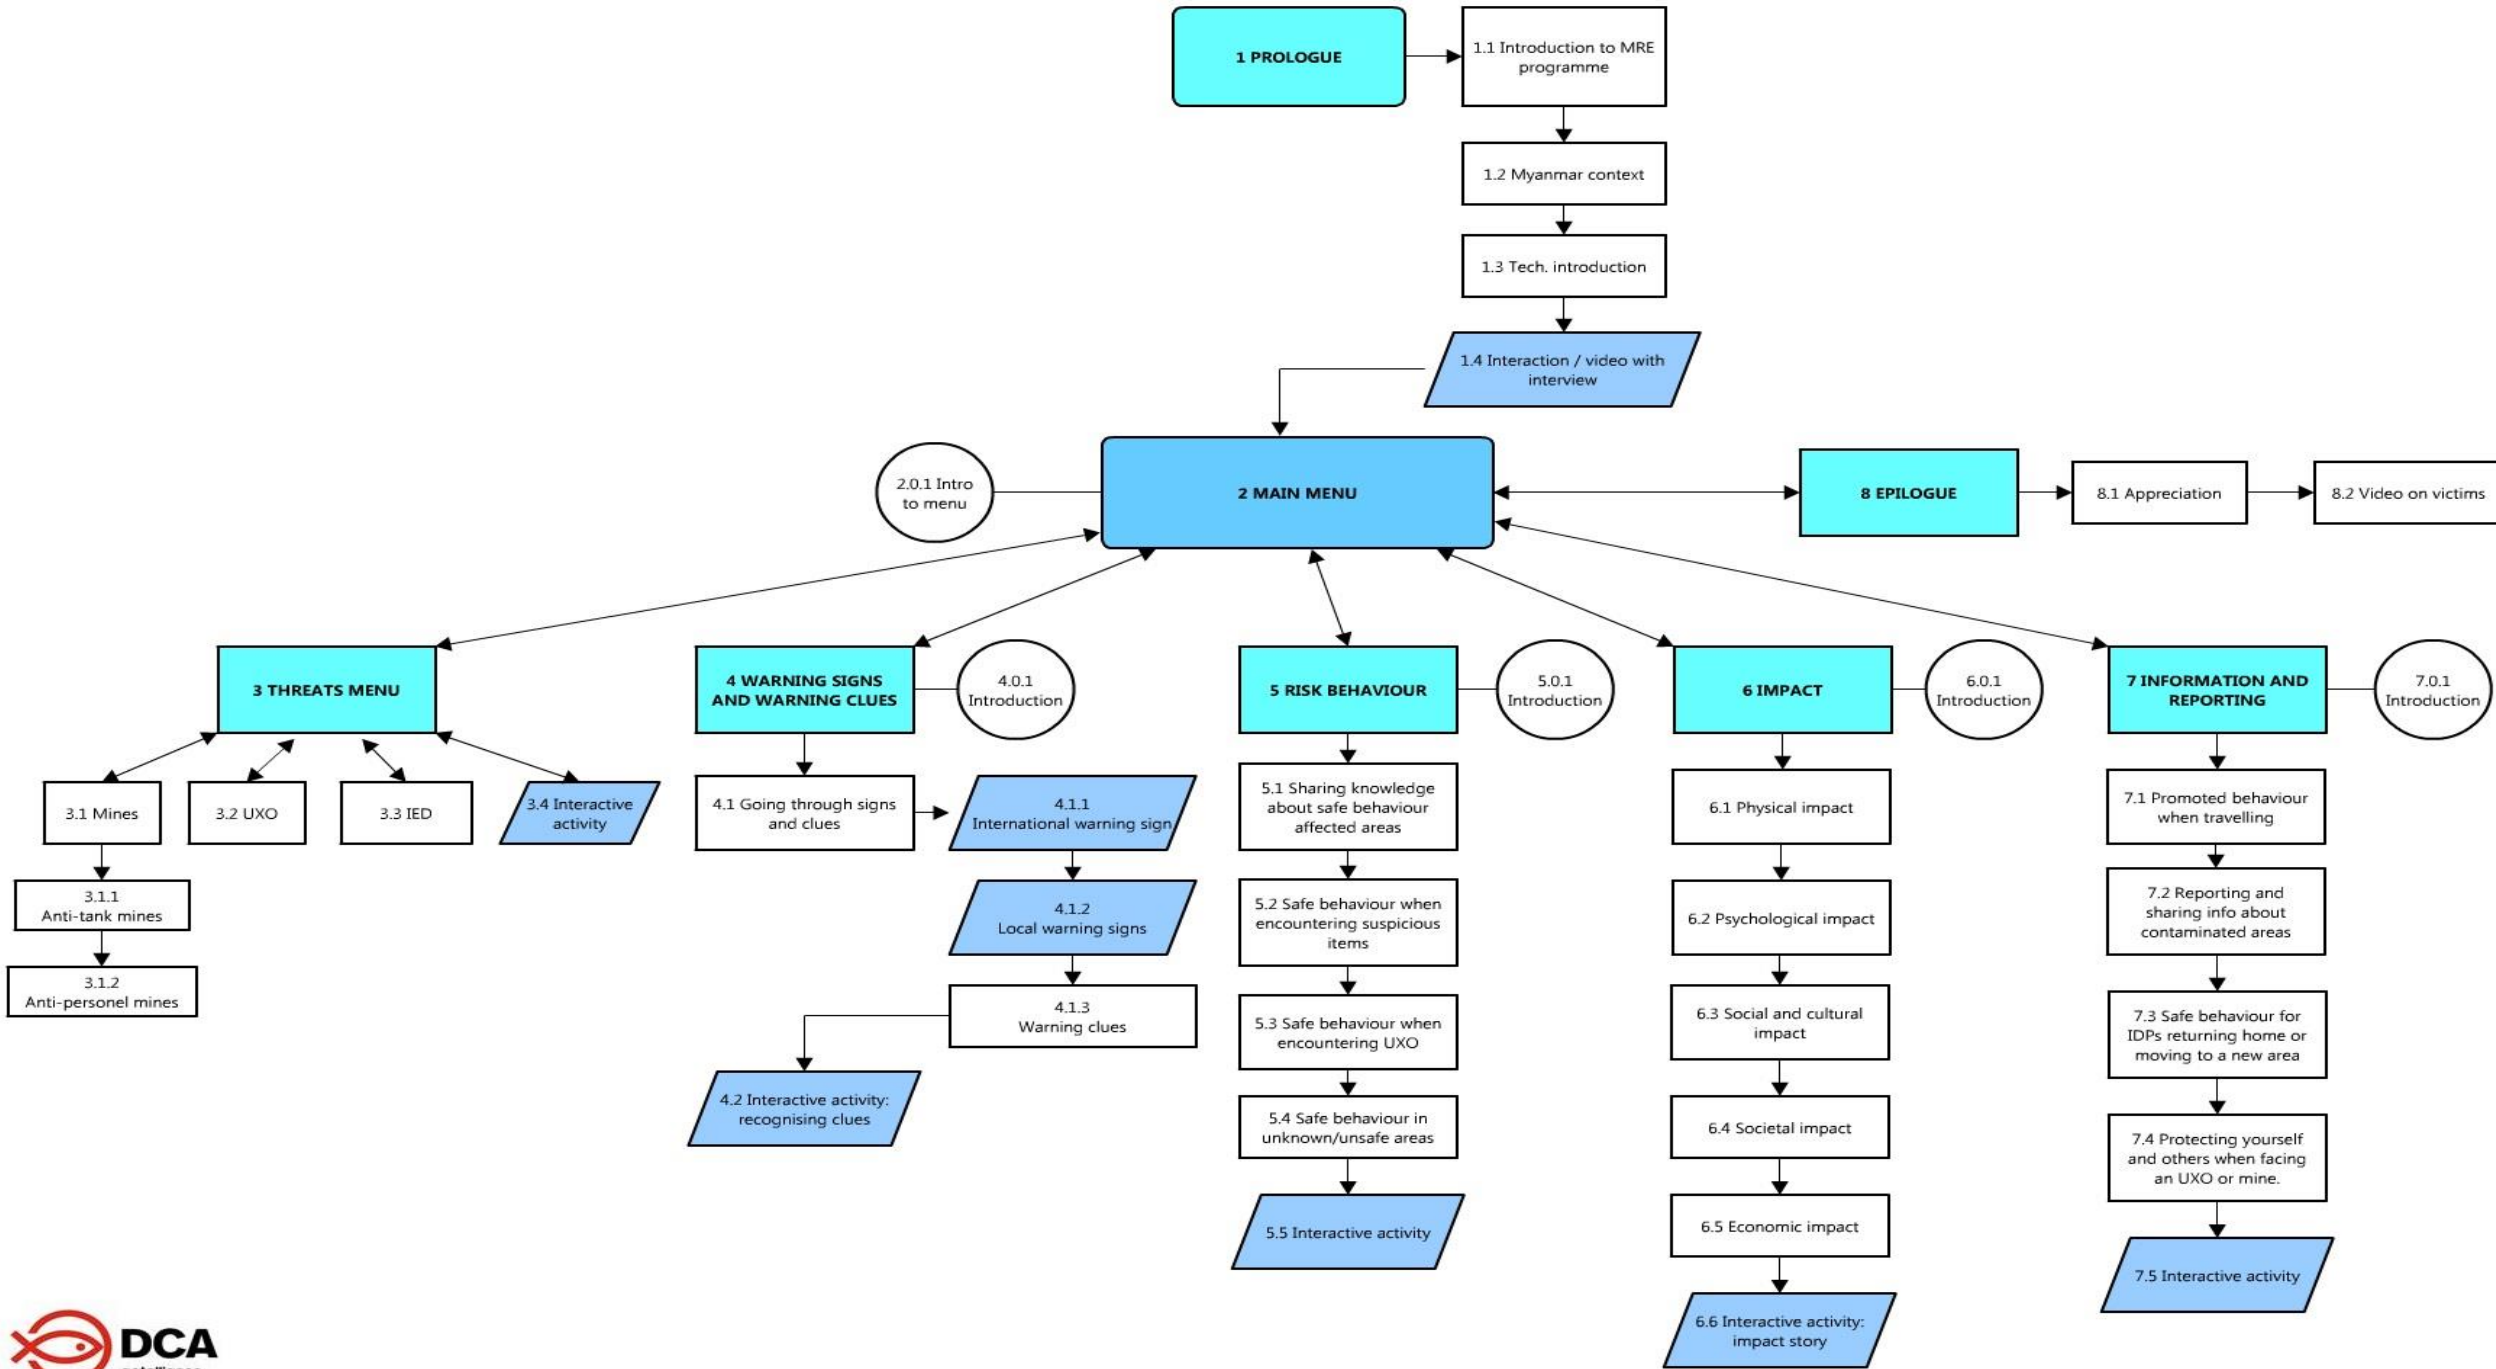 1 PROLOGUE
1.1 Introduction to MRE
programme
1.2 Myanmar context
1.3 Tech. introduction
1.4 Interaction / video with
interview
2.0.1 Intro
to menu
2 MAIN MENU
8 EPILOGUE
8.1 Appreciation
8.2 Video on victims
3 THREATS MENU
3.1 Mines
3.2 UXO
3.3 IED
3.4 Interactive
activity
3.1.1
Anti-tank mines
3.1.2
Anti-personel mines
4 WARNING SIGNS
AND WARNING CLUES
4.0.1
Introduction
4.1 Going through signs
and clues
4.1.1
International warning sign
4.1.2
Local warning signs
4.1.3
Warning clues
4.2 Interactive activity:
recognising clues
5 RISK BEHAVIOUR
5.0.1
Introduction
5.1 Sharing knowledge
about safe behaviour
affected areas
5.2 Safe behaviour when
encountering suspicious
items
5.3 Safe behaviour when
encountering UXO
5.4 Safe behaviour in
unknown/unsafe areas
5.5 Interactive activity
6 IMPACT
6.0.1
Introduction
6.1 Physical impact
6.2 Psychological impact
6.3 Social and cultural
impact
6.4 Societal impact
6.5 Economic impact
6.6 Interactive activity:
impact story
7 INFORMATION AND
REPORTING
7.0.1
Introduction
7.1 Promoted behaviour
when travelling
7.2 Reporting and
sharing info about
contaminated areas
7.3 Safe behaviour for
IDPs returning home or
moving to a new area
7.4 Protecting yourself
and others when facing
an UXO or mine.
7.5 Interactive activity
DCA